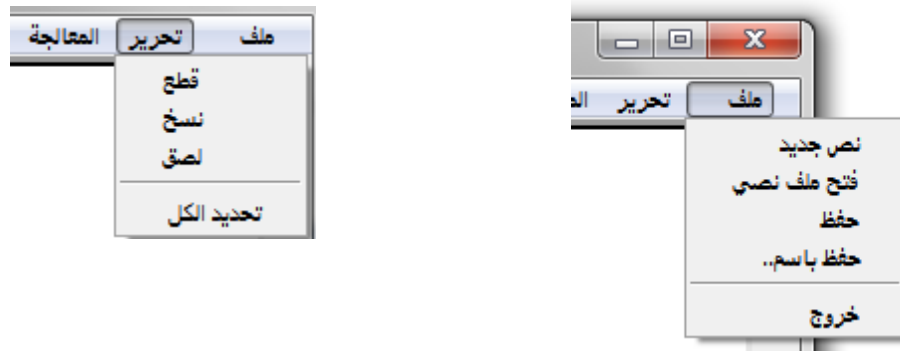 ملف تحرير
نص جديد
فتح ملف نصي
حفظ
حفظ باسم..
خروج
ملف تحرير المعالجة
قطع
نسخ
لصق
تحديد الكل